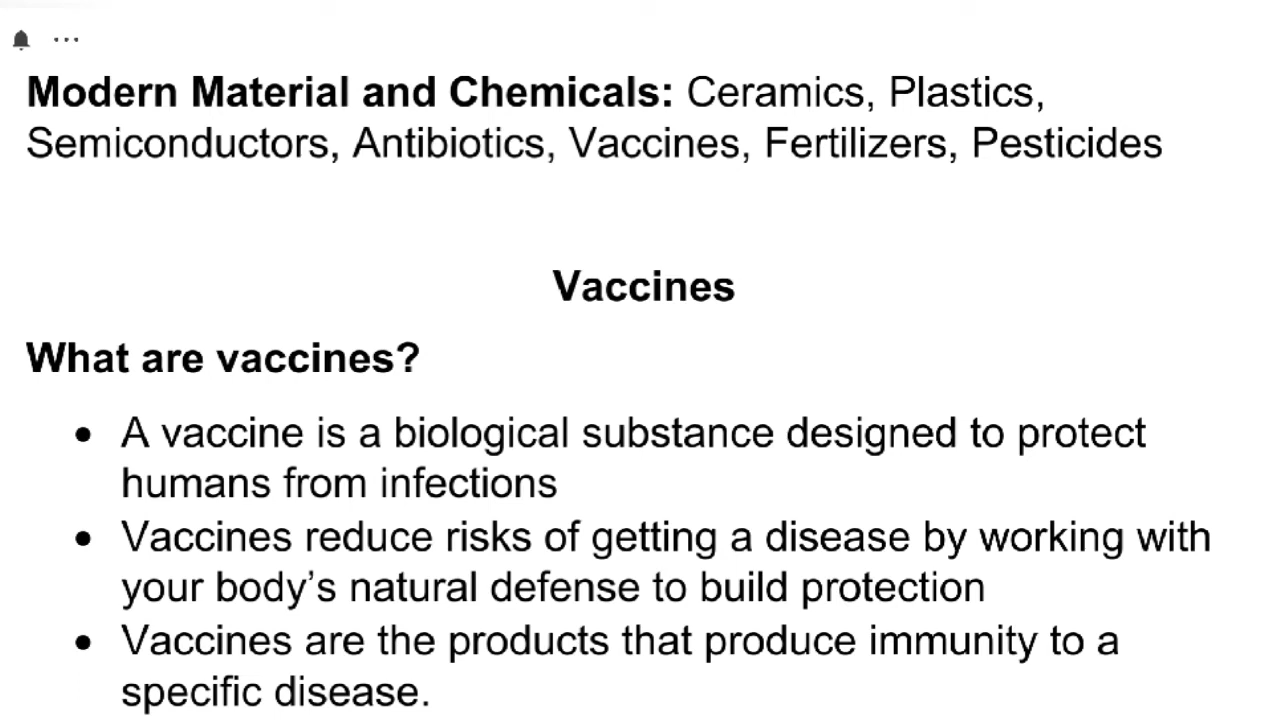 Modern Material and Chemicals: Ceramics, Plastics,
Semiconductors, Antibiotics, Vaccines, Fertilizers, Pesticides
Vaccines
What are vaccines?
• A vaccine is a biological substance designed to protect
humans from infections
• Vaccines reduce risks of getting a disease by working with
your body’s natural defense to build protection
• Vaccines are the products that produce immunity to a
specific disease.